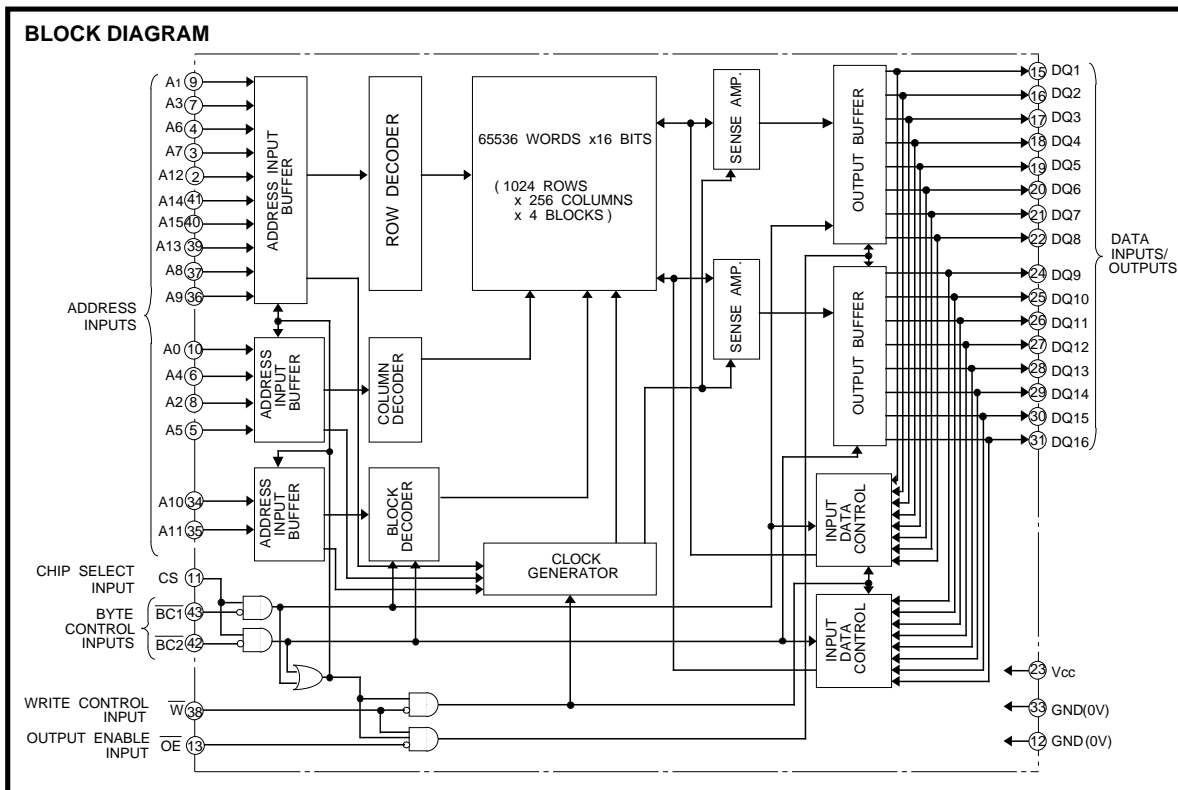 BLOCK DIAGRAM
A1 9
A3 7
A6 4
A7 3
A12 2
A14 41
A15 40
A13 39
A8 37
A9 36
ADDRESS
INPUTS
A0 10
A4 6
A2 8
A5 5
A10 34
A11 35
CHIP SELECT
INPUT
CS 11
BYTE
CONTROL
INPUTS
BC1 43
BC2 42
WRITE CONTROL
INPUT
W 38
OUTPUT ENABLE
INPUT
OE 13
ADDRESS INPUT
BUFFER
ADDRESS
INPUT
BUFFER
ADDRESS
INPUT
BUFFER
ROW DECODER
COLUMN
DECODER
BLOCK
DECODER
65536 WORDS x16 BITS
( 1024 ROWS
x 256 COLUMNS
x 4 BLOCKS )
CLOCK
GENERATOR
SENSE AMP.
SENSE AMP.
OUTPUT BUFFER
OUTPUT BUFFER
INPUT
DATA
CONTROL
INPUT
DATA
CONTROL
15 DQ1
16 DQ2
17 DQ3
18 DQ4
19 DQ5
20 DQ6
21 DQ7
22 DQ8
24 DQ9
25 DQ10
26 DQ11
27 DQ12
28 DQ13
29 DQ14
30 DQ15
31 DQ16
DATA
INPUTS/
OUTPUTS
23 Vcc
33 GND(0V)
12 GND(0V)